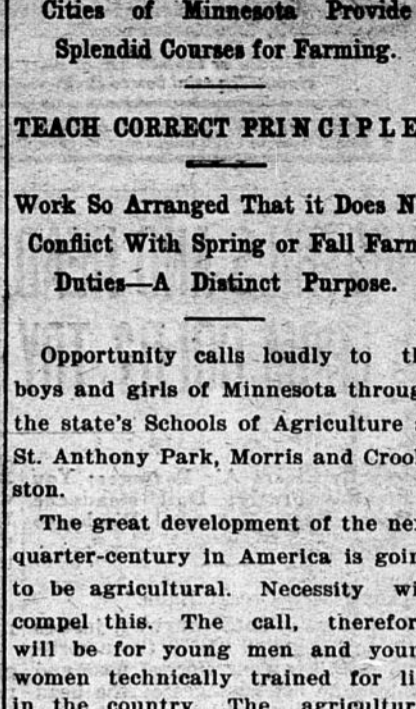 Cities of Minnesota Provide
Splendid Courses for Farming.
TEACH CORRECT PRINCIPLE
Work So Arranged That it Does N
Conflict With Spring or Fall Farm
Duties—A Distinct Purpose.
Opportunity calls loudly to th
boys and girls of Minnesota throug
the state's Schools of Agriculture
St. Anthony Park, Morris and Crook
ston.
The great development of the nex
quarter-century in America is goin
to be agricultural. Necessity wi
compel this. The call, therefor
will be for young men and youn
women technically trained for li
in the country. The agricultur